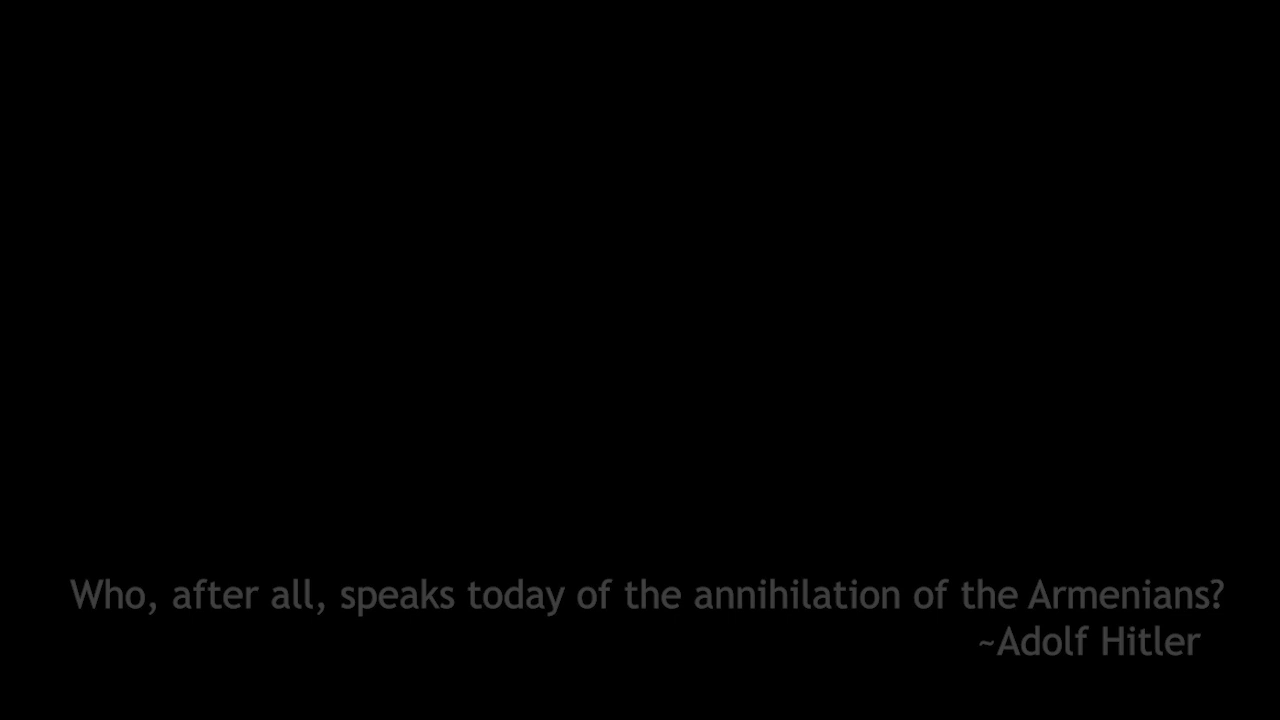 Who, after all, speaks today of the annihilation of the Armenians?
~Adolf Hitler